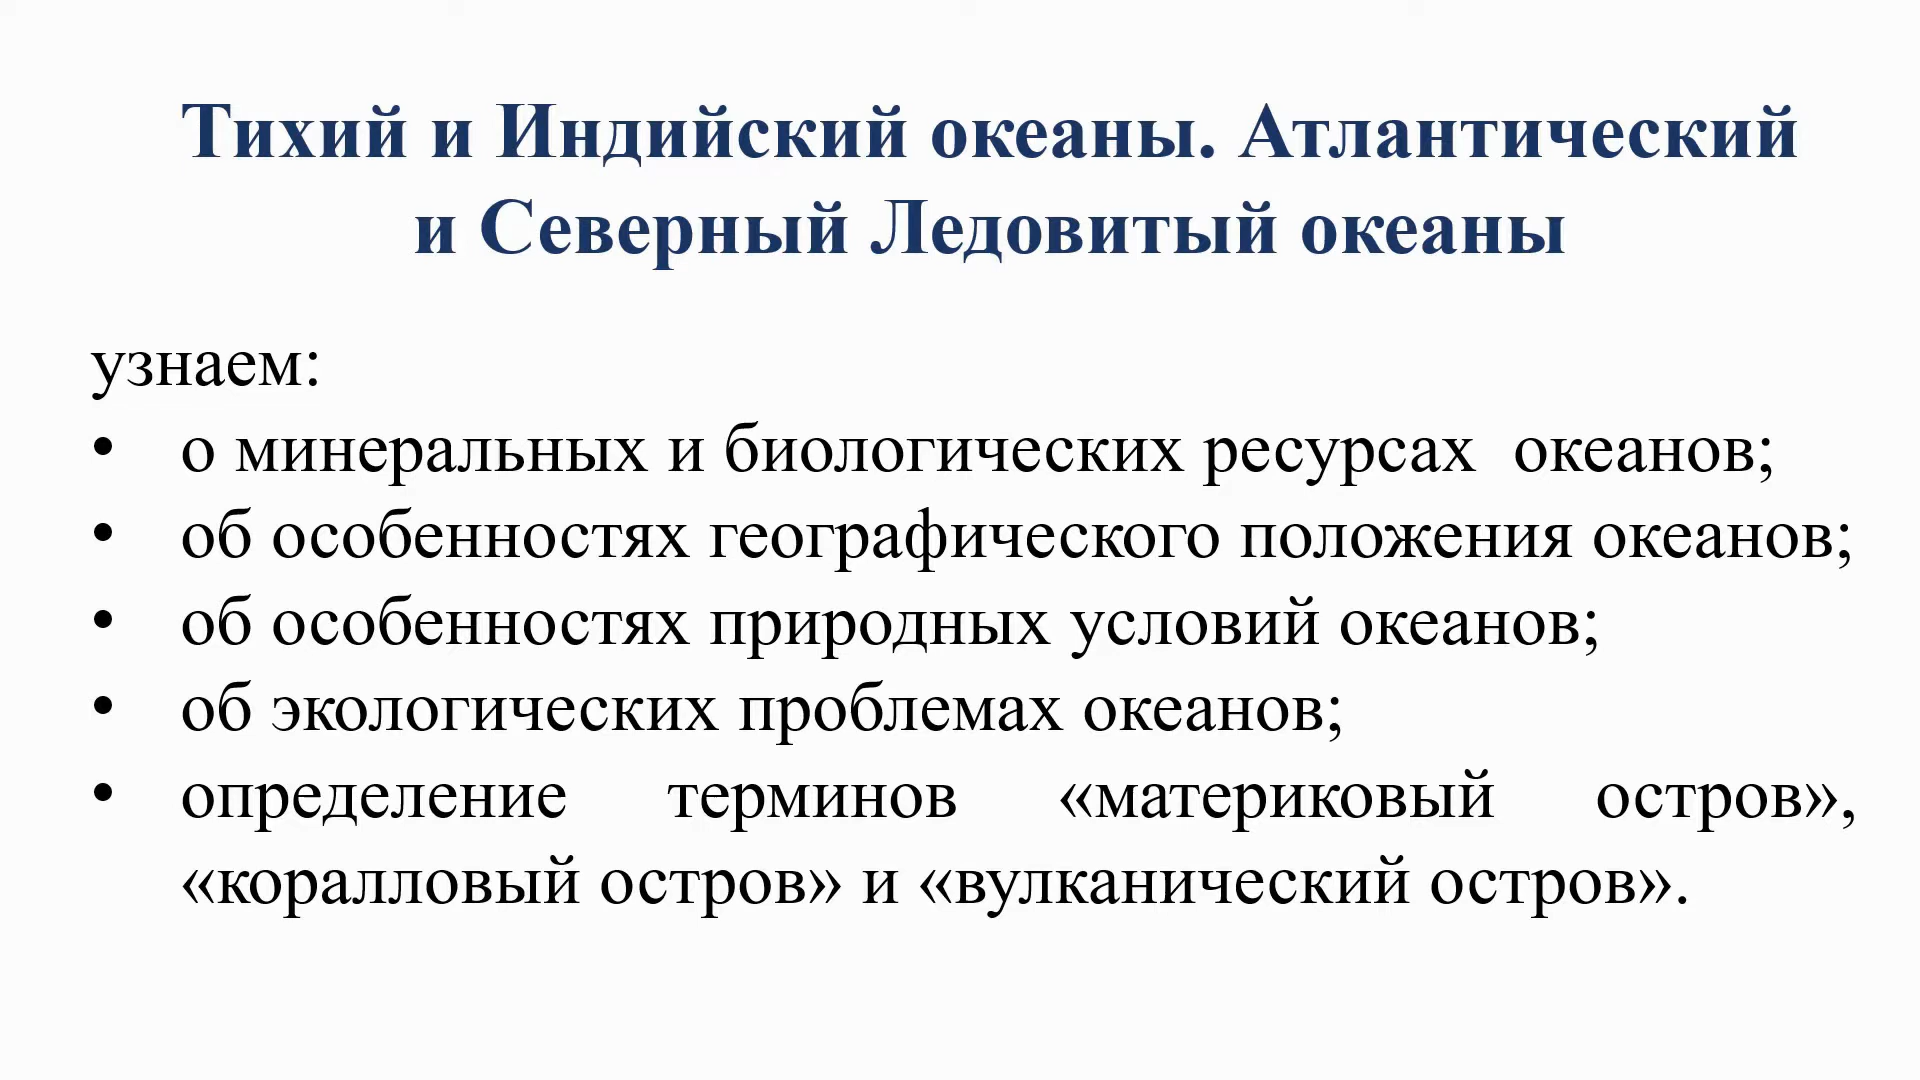 Тихий и Индийский океаны. Атлантический
и Северный Ледовитый океаны
узнаем:
• о минеральных и биологических ресурсах океанов;
• об особенностях географического положения океанов;
• об особенностях природных условий океанов;
• об экологических проблемах океанов;
• определение терминов «материковый остров»,
«коралловый остров» и «вулканический остров».